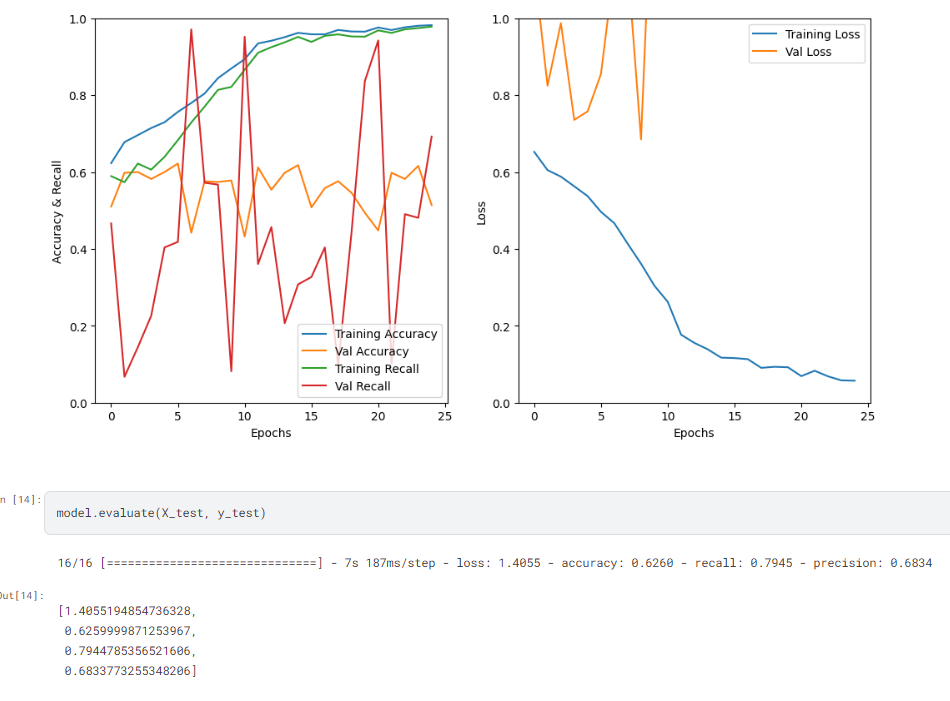 1.0
0.8
0.6
0.4
0.2
0.0
Accuracy & Recall
0 5 10 15 20 25
Epochs
Training Accuracy
Val Accuracy
Training Recall
Val Recall
1.0
0.8
0.6
0.4
0.2
0.0
Loss
0 5 10 15 20 25
Epochs
Training Loss
Val Loss
n [14]:
model.evaluate(X_test, y_test)
16/16 [==============================] - 7s 187ms/step - loss: 1.4055 - accuracy: 0.6260 - recall: 0.7945 - precision: 0.6834
Out[14]:
[1.4055194854736328,
0.6259999871253967,
0.7944785356521606,
0.6833773255348206]